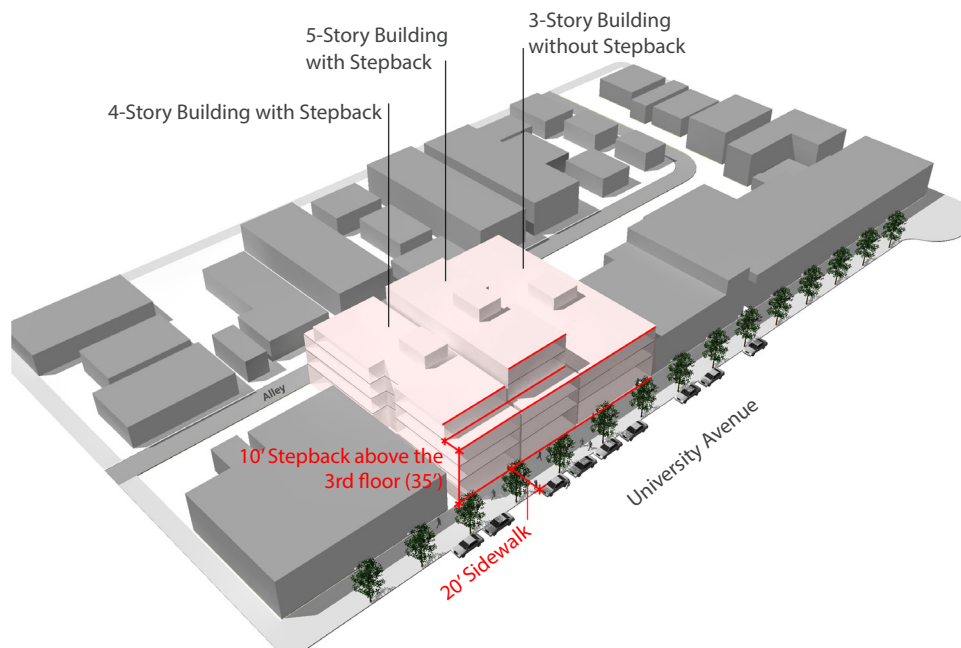 5-Story Building
with Stepback
3-Story Building
without Stepback
4-Story Building with Stepback
Alley
10' Stepback above the
3rd floor (35')
University Avenue
20' Sidewalk